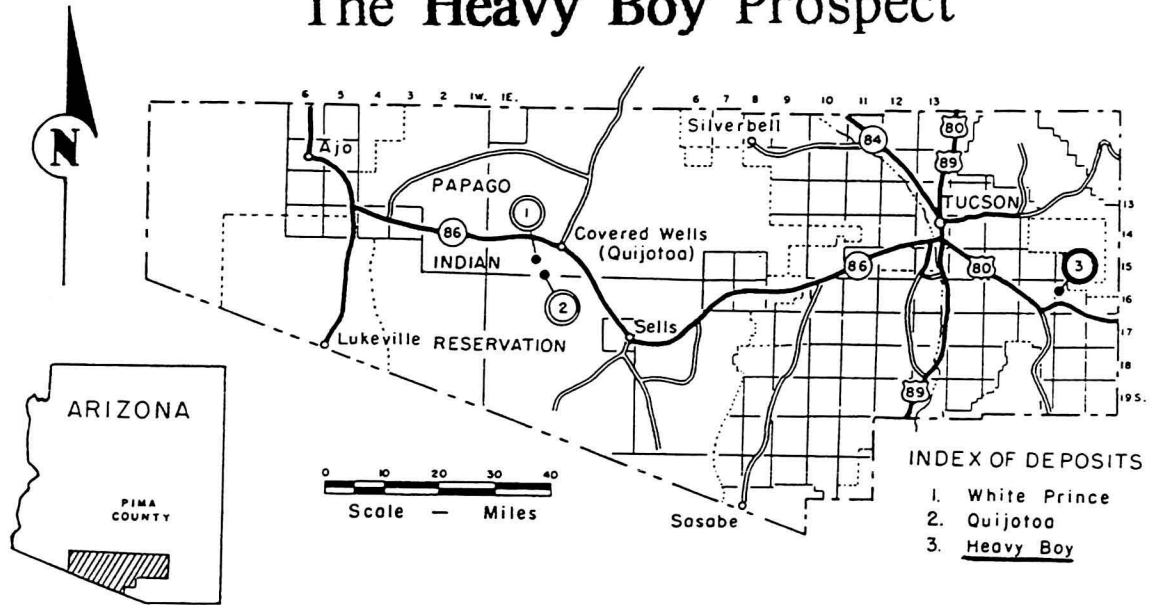 The Heavy Boy Prospect
6 5 4 3 2 1W. 1E. 6 7 8 9 10 11 12 13
N
Ajo
Silverbell
84
80
89
PAPAGO
TUCSON
1
13
86
Covered Wells
(Quijotoa)
14
INDIAN
86
80
3
15
2
16
Sells
17
Lukeville
RESERVATION
18
89
19 S.
ARIZONA
PIMA
COUNTY
0 10 20 30 40
Scale — Miles
Sasabe
INDEX OF DEPOSITS
1. White Prince
2. Quijotoa
3. Heavy Boy